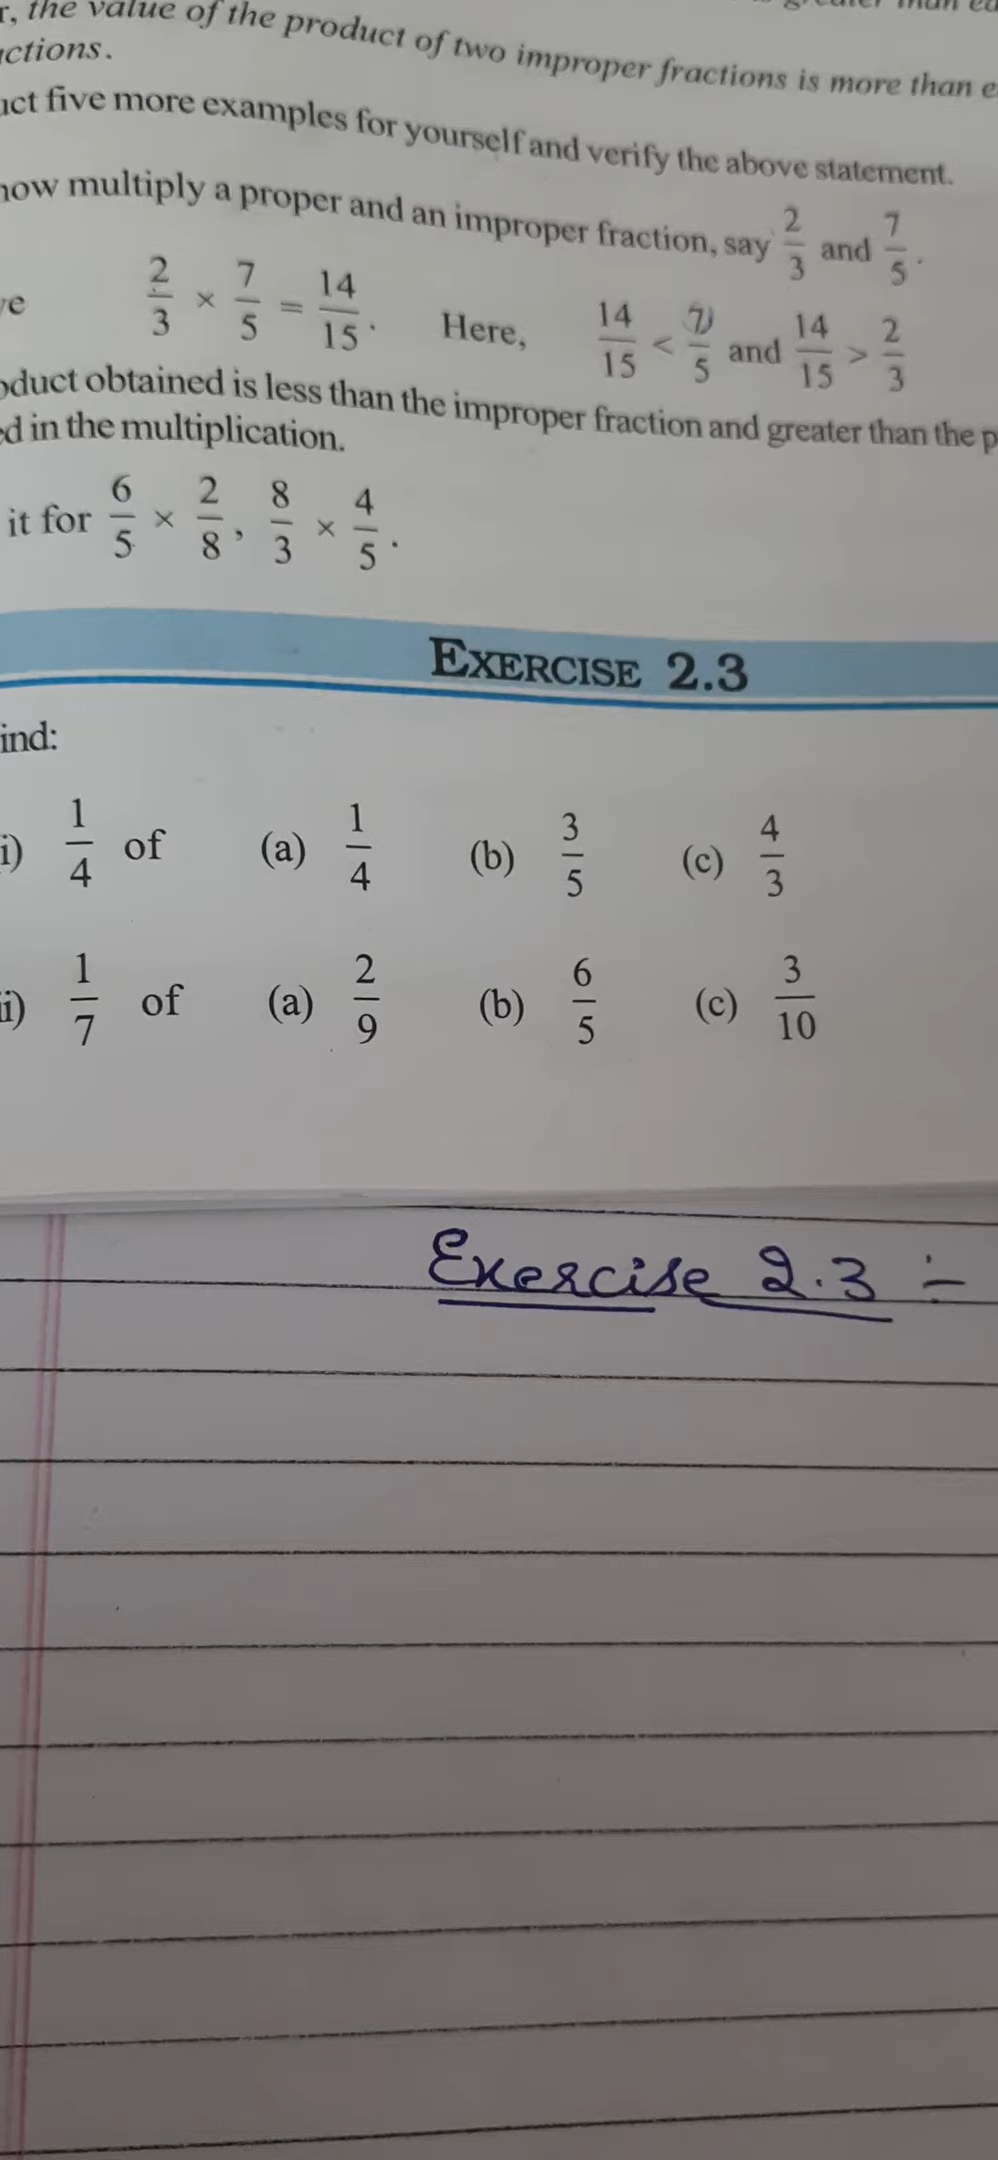 the value of the product of two improper fractions is more than
five more examples for yourself and verify the above statement.
multiply a proper and an improper fraction, say 2/3 and 7/5.
2/3 × 7/5 = 14/15. Here, 14/15 < 7/5 and 14/15 > 2/3
obtained is less than the improper fraction and greater than the
in the multiplication.
it for 6/5 × 2/8, 8/3 × 4/5.
EXERCISE 2.3
ind:
i) 1/4 of (a) 1/4 (b) 3/5 (c) 4/3
ii) 1/7 of (a) 2/9 (b) 6/5 (c) 3/10
Exercise 2.3 :-